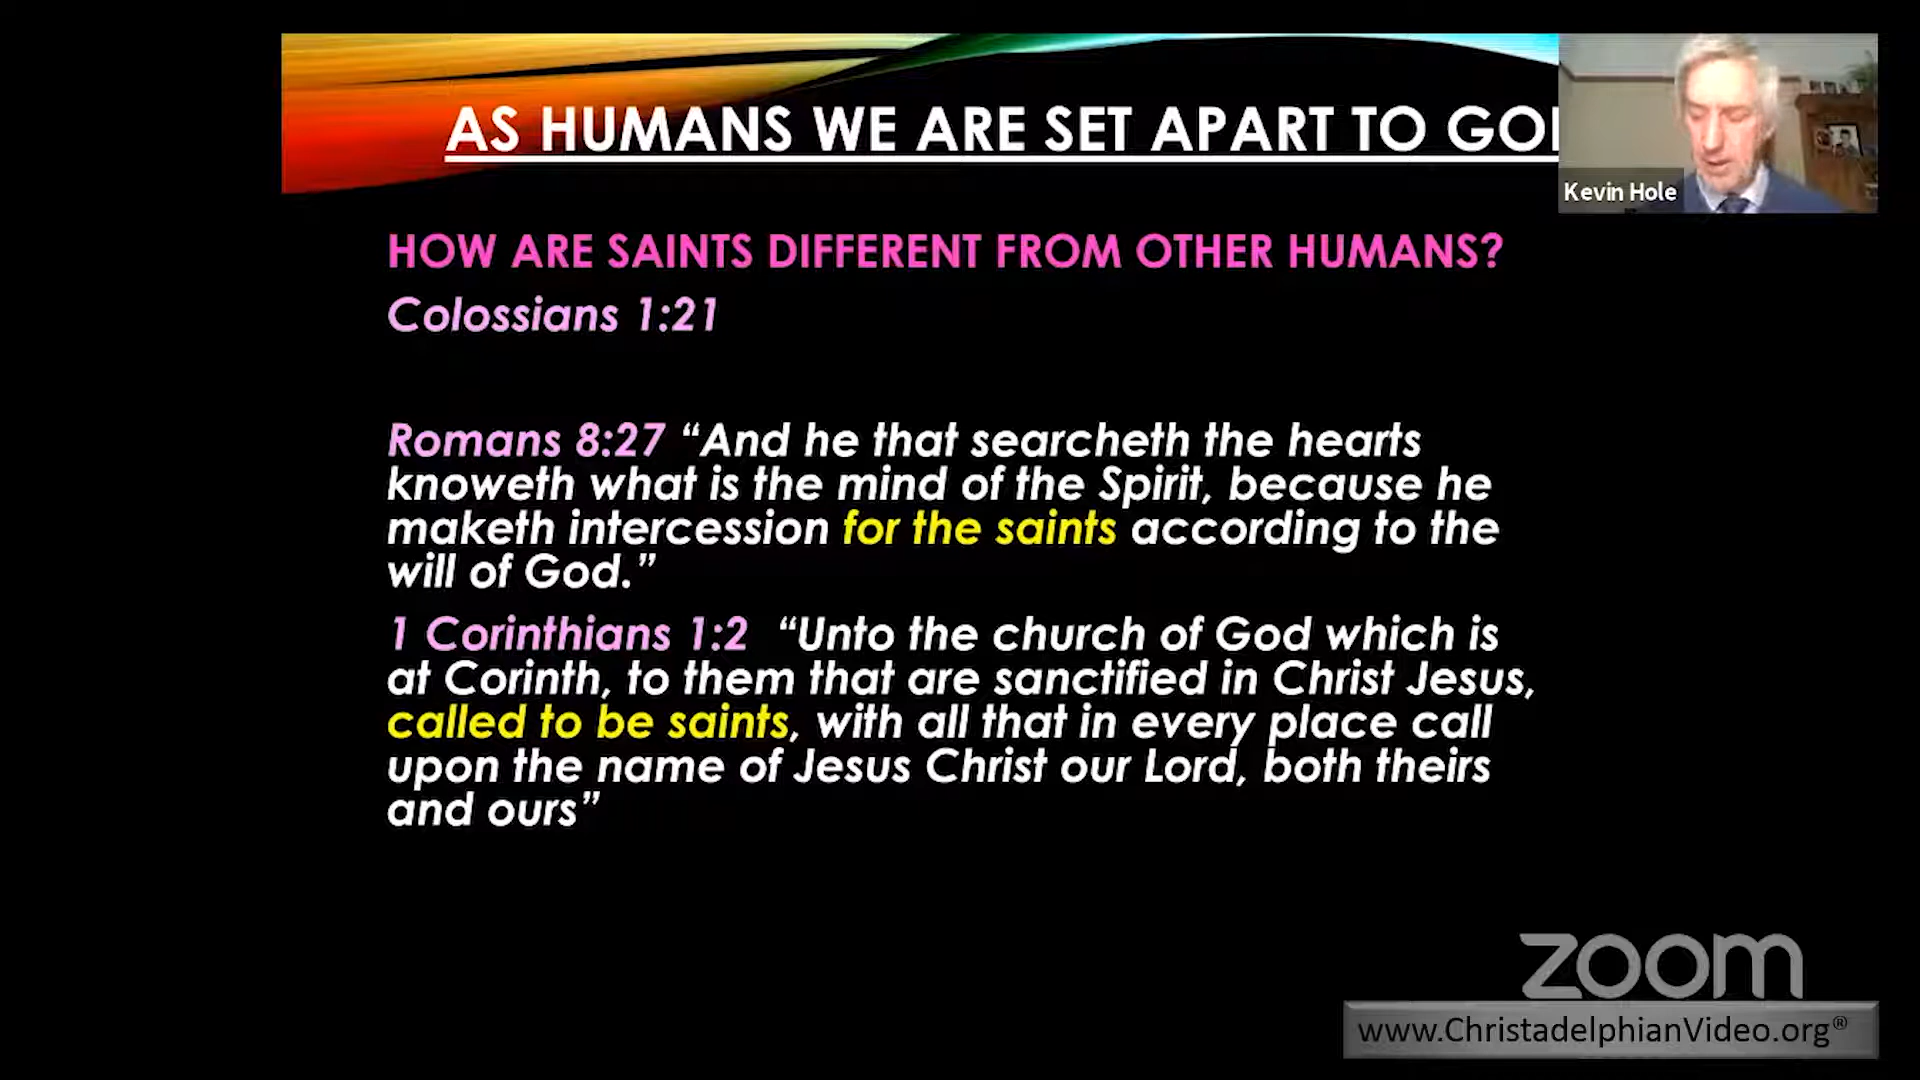 AS HUMANS WE ARE SET APART TO GO
Kevin Hole
HOW ARE SAINTS DIFFERENT FROM OTHER HUMANS?
Colossians 1:21
Romans 8:27 “And he that searcheth the hearts
knoweth what is the mind of the Spirit, because he
maketh intercession for the saints according to the
will of God.”
1 Corinthians 1:2 “Unto the church of God which is
at Corinth, to them that are sanctified in Christ Jesus,
called to be saints, with all that in every place call
upon the name of Jesus Christ our Lord, both theirs
and ours”
zoom
www.ChristadelphianVideo.org®